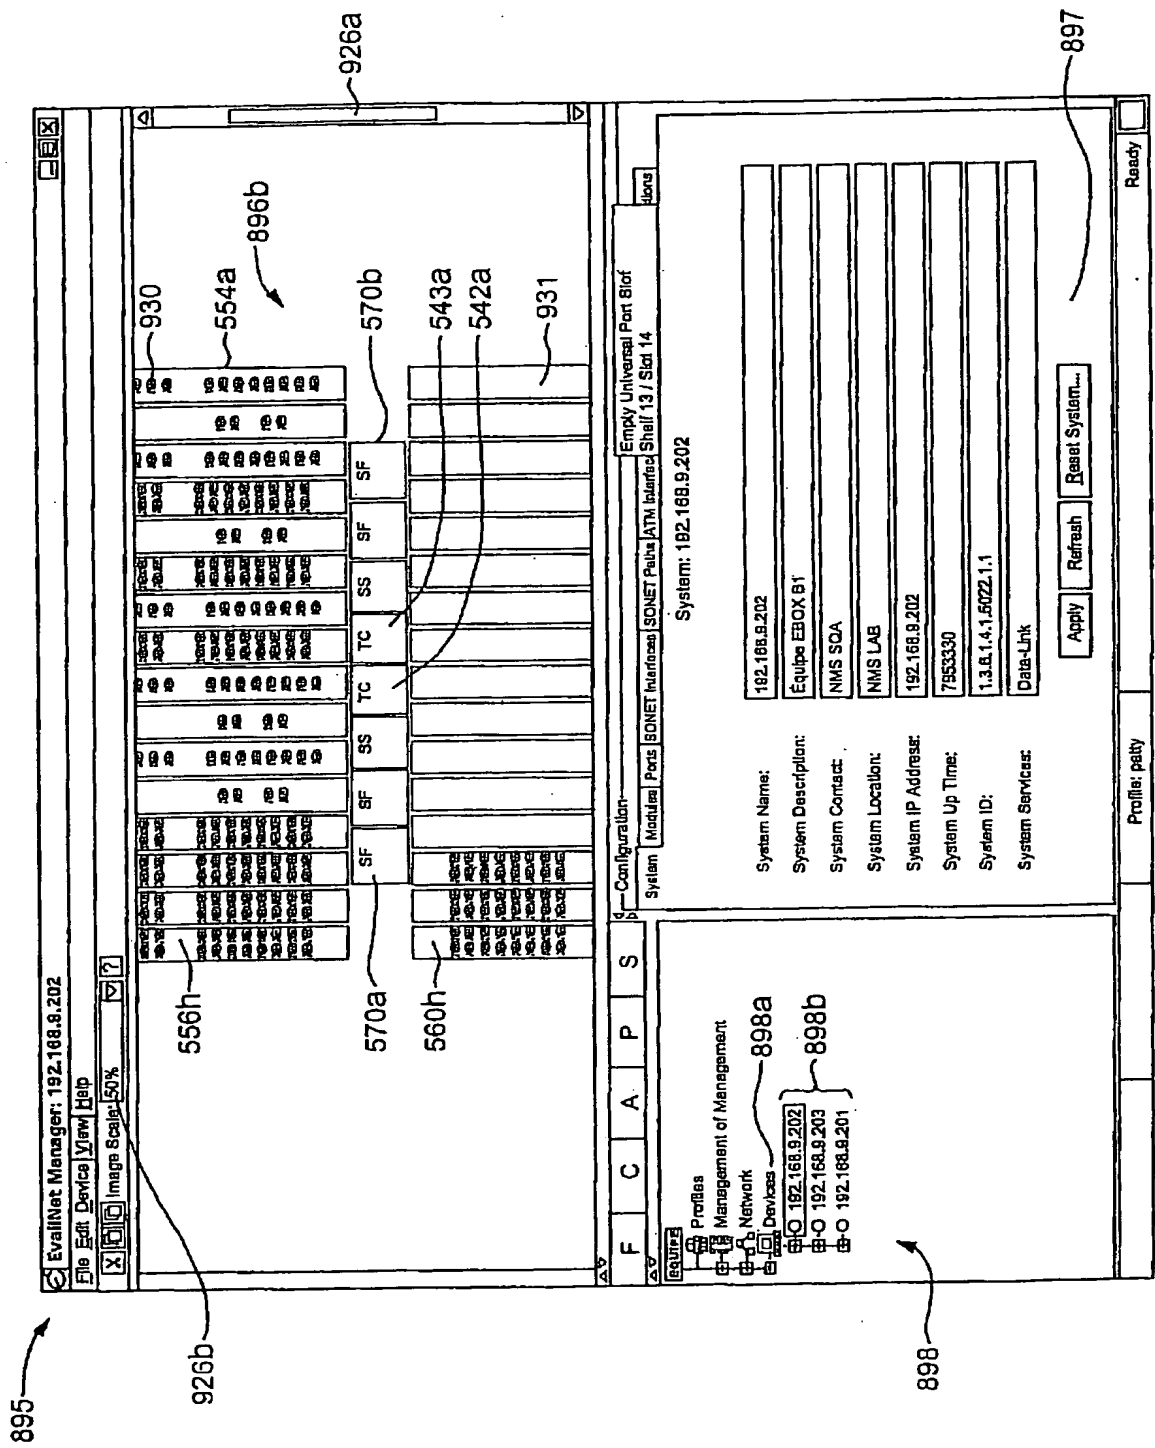 895
EvaliNet Manager: 192.168.9.202
File Edit Device View Help
Image Scale: 50% ?
926b
926a
930
554a
896b
556h
570a
SF SF SS TC TC SS SF SF
570b
543a
542a
560h
931
Empty Universal Port Slot
Shelf 13 / Slot 14
F C A P S
EQUIPE
Profiles
Management of Management
Network
Devices
192.168.9.202
192.168.9.203
192.168.9.201
898a
898b
898
Configuration
System Modules Ports SONET Interfaces SONET Paths ATM Interfac tions
System: 192.168.9.202
System Name: 192.168.9.202
System Description: Equipe EBOX B1
System Contact: NMS SQA
System Location: NMS LAB
System IP Address: 192.168.9.202
System Up Time: 7953330
System ID: 1.3.6.1.4.1.5022.1.1
System Services: Data-Link
Apply Refresh Reset System...
897
Profile: patty
Ready